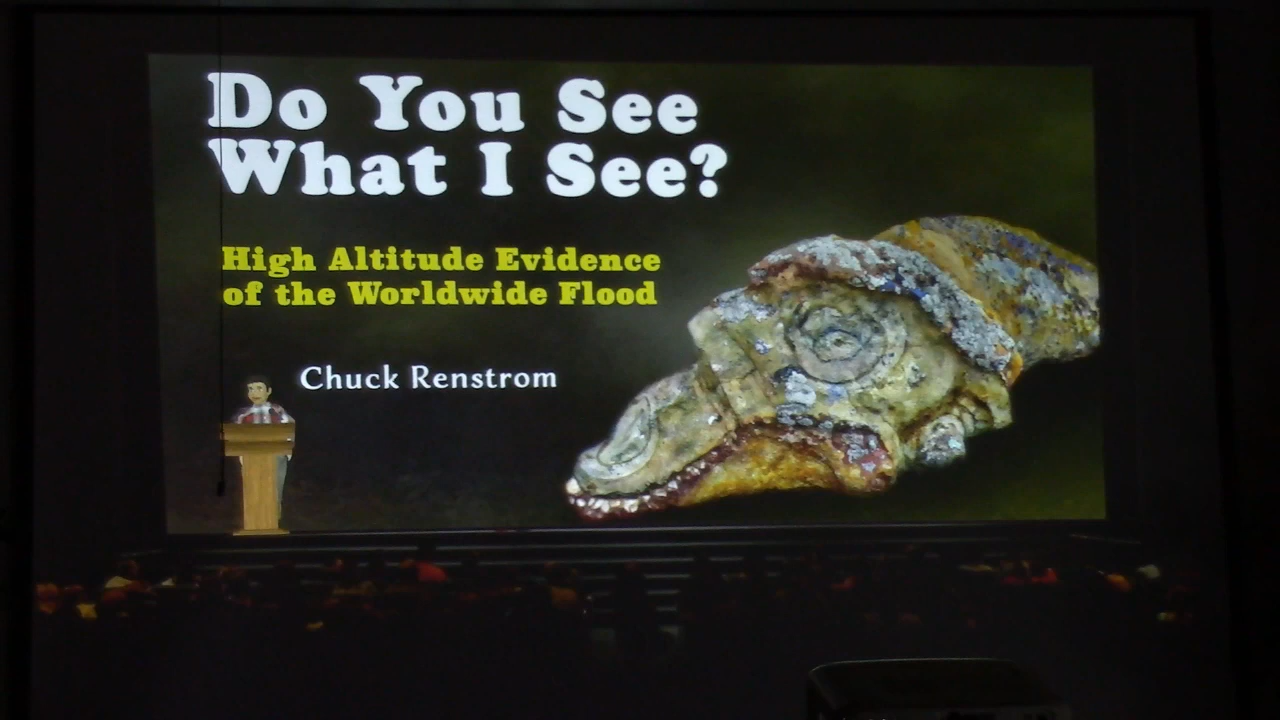 Do You See
What I See?
High Altitude Evidence
of the Worldwide Flood
Chuck Renstrom